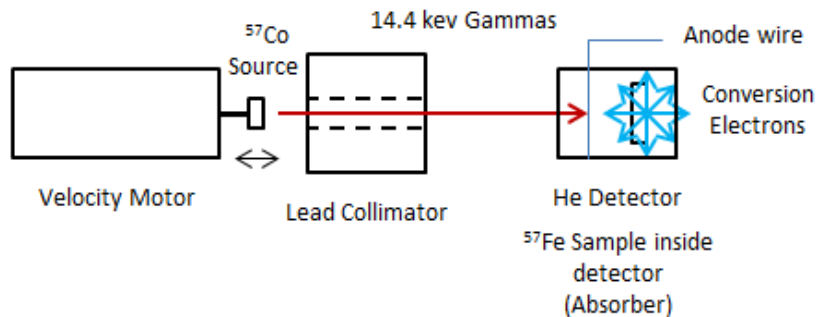 14.4 kev Gammas
⁵⁷Co
Source
Anode wire
Conversion
Electrons
Velocity Motor
Lead Collimator
He Detector
⁵⁷Fe Sample inside
detector
(Absorber)